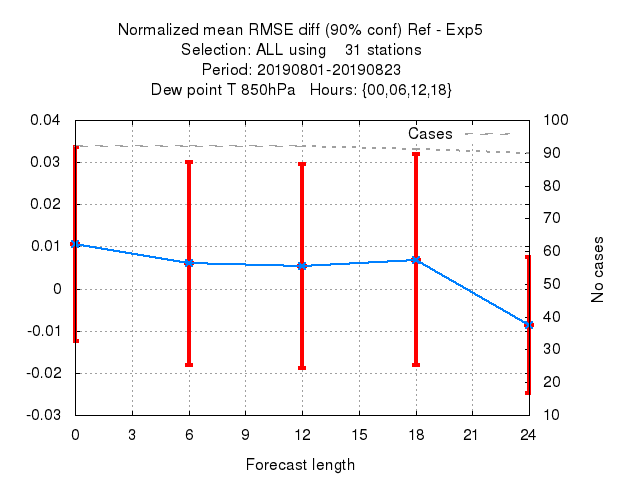 Normalized mean RMSE diff (90% conf) Ref - Exp5
Selection: ALL using    31 stations
Period: 20190801-20190823
Dew point T 850hPa   Hours: {00,06,12,18}
Cases
0.04
0.03
0.02
0.01
0
-0.01
-0.02
-0.03
100
90
80
70
60
50
40
30
20
10
No cases
0 3 6 9 12 15 18 21 24
Forecast length